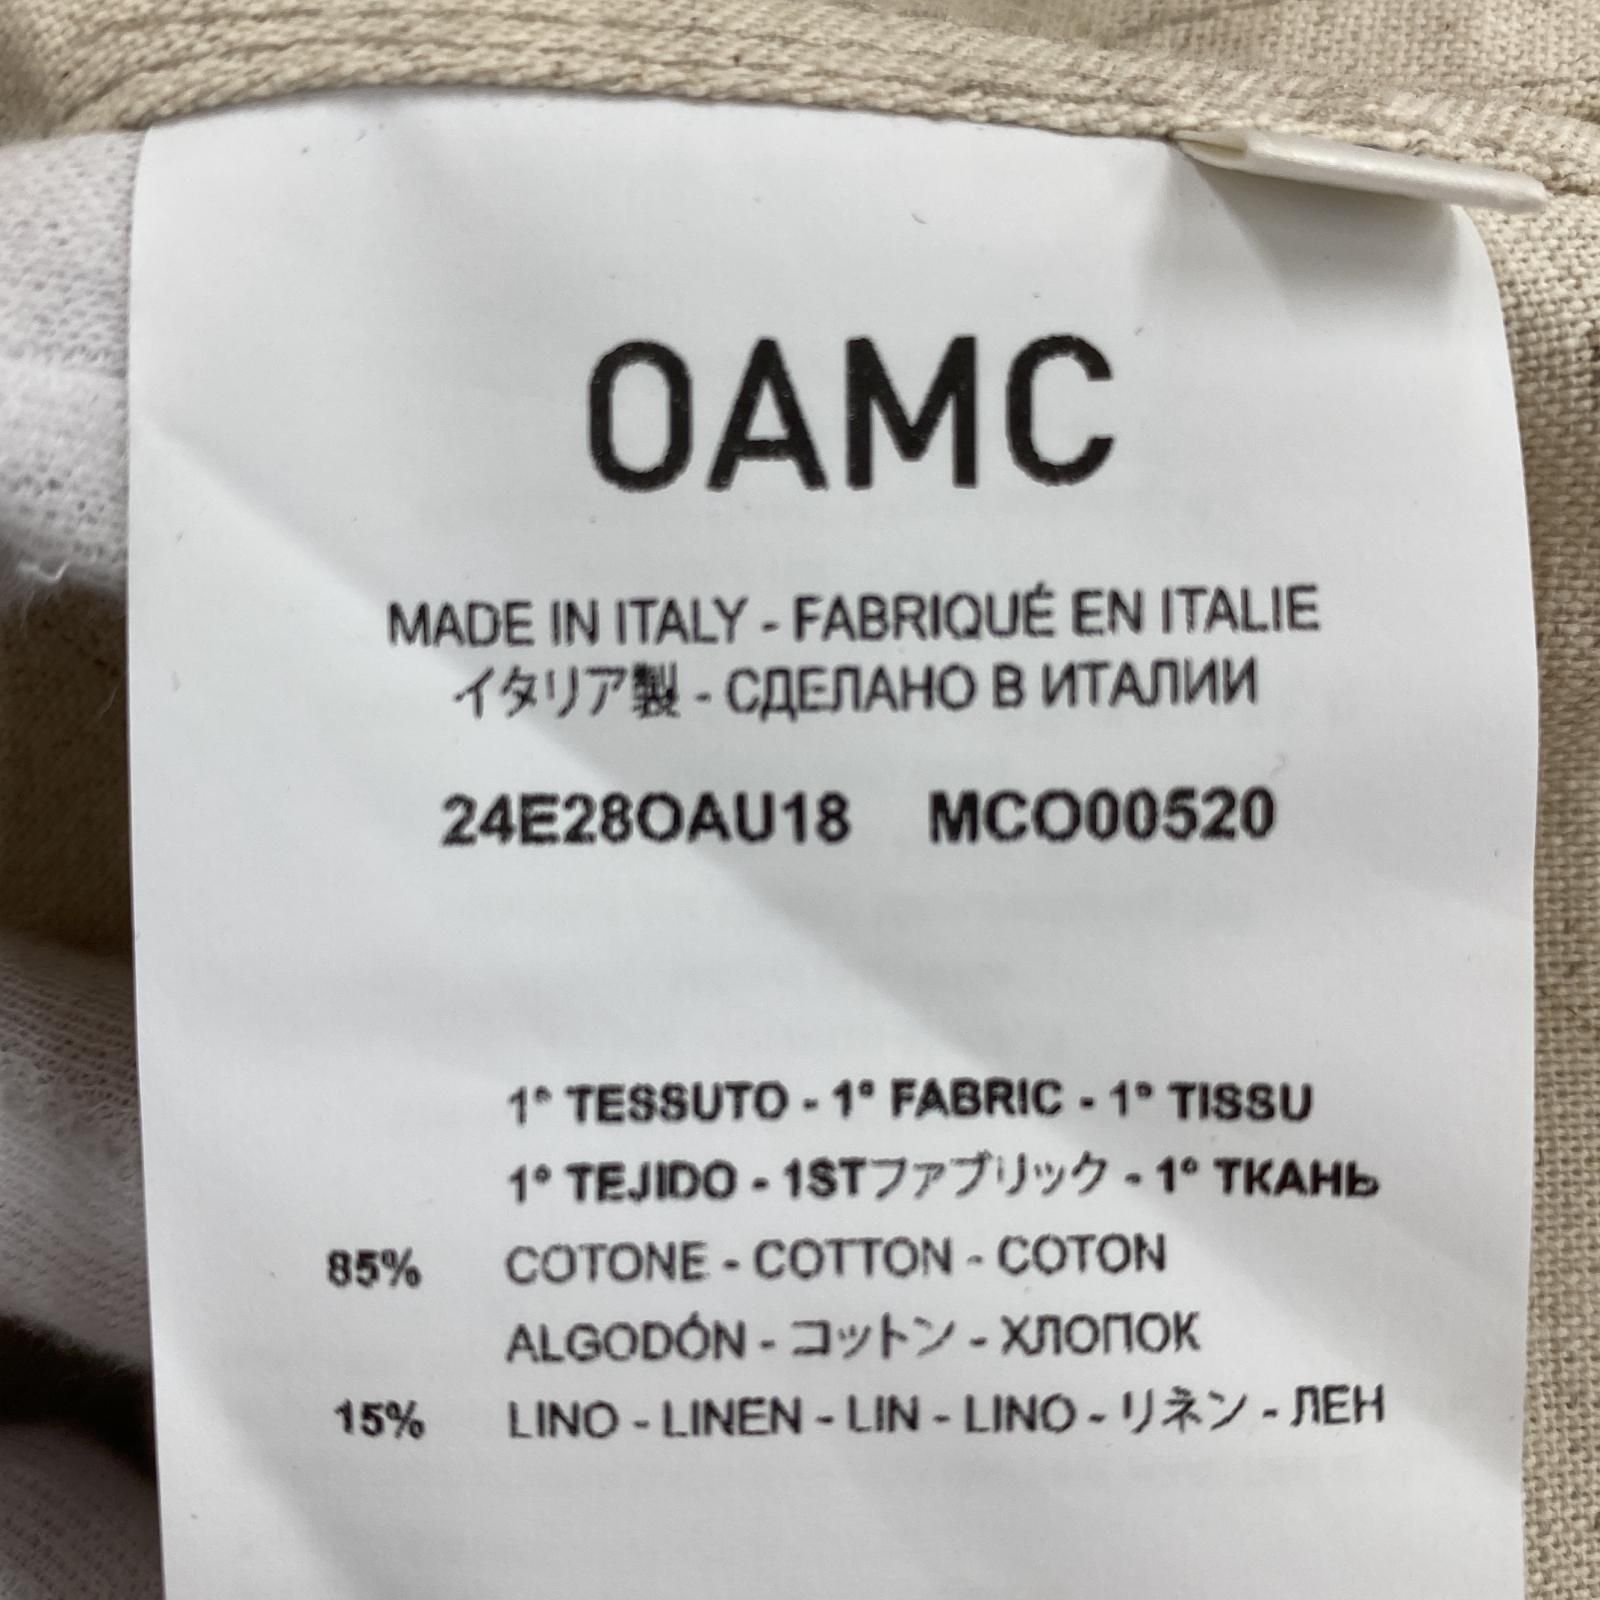 OAMC
MADE IN ITALY - FABRIQUÉ EN ITALIE
イタリア製 - СДЕЛАНО В ИТАЛИИ
24E28OAU18 MCO00520
1° TESSUTO - 1° FABRIC - 1° TISSU
1° TEJIDO - 1STファブリック - 1° ТКАНЬ
85% COTONE - COTTON - COTON
ALGODÓN - コットン - ХЛОПОК
15% LINO - LINEN - LIN - LINO - リネン - ЛЕН